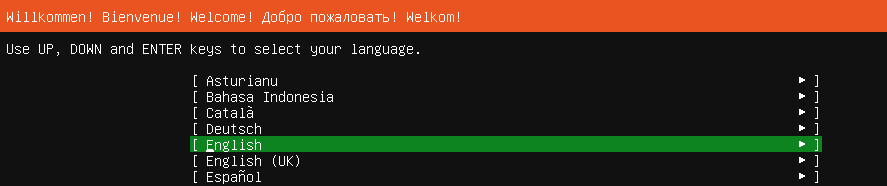 Willkommen! Bienvenue! Welcome! Добро пожаловать! Welkom!
Use UP, DOWN and ENTER keys to select your language.
[ Asturianu ▸ ]
[ Bahasa Indonesia ▸ ]
[ Català ▸ ]
[ Deutsch ▸ ]
[ English ▸ ]
[ English (UK) ▸ ]
[ Español ▸ ]